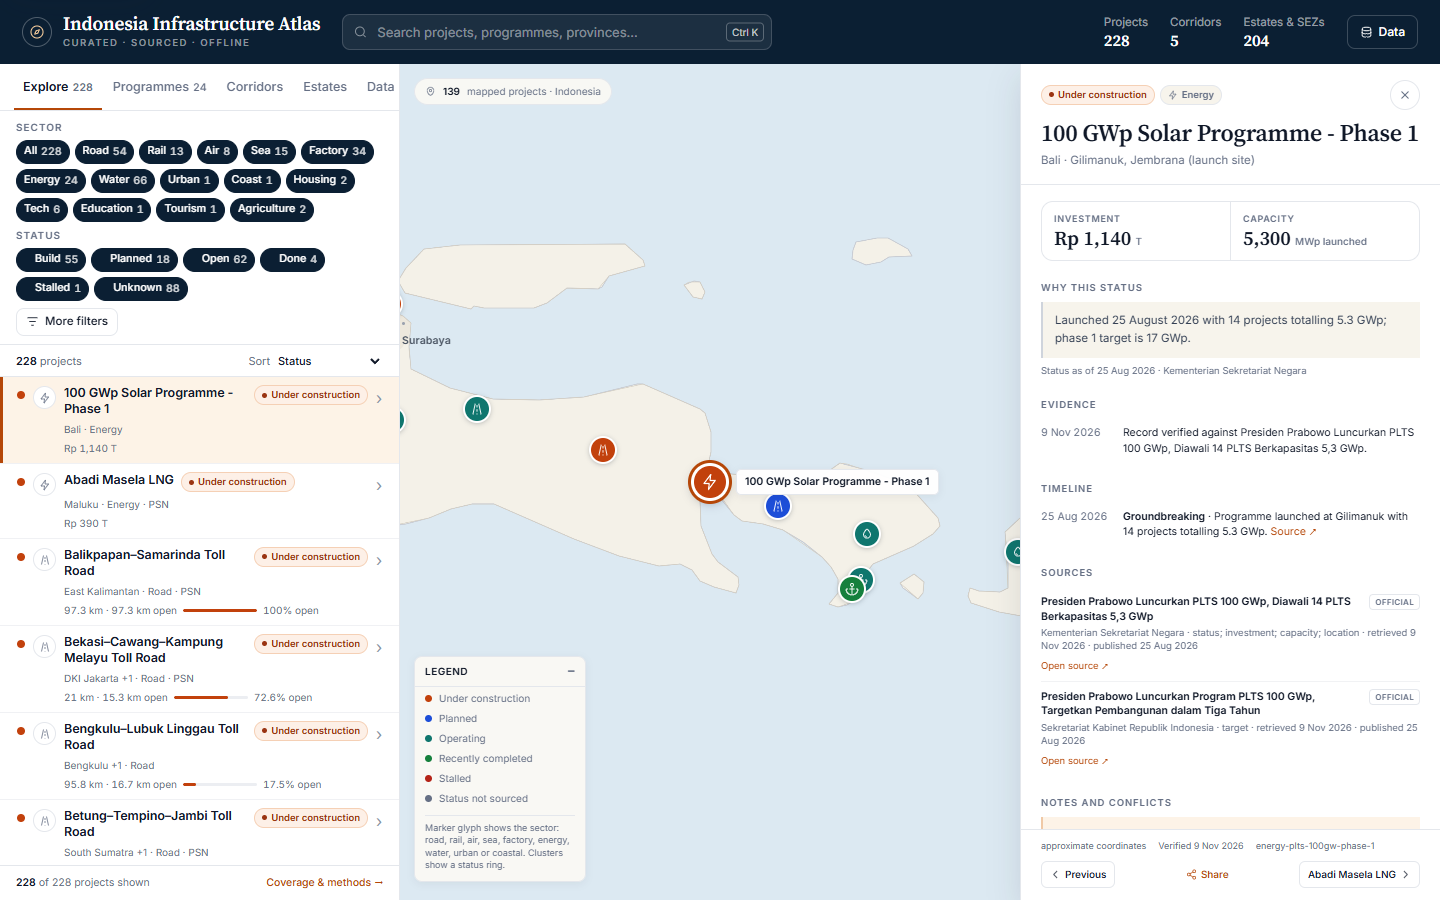 Indonesia Infrastructure Atlas
CURATED · SOURCED · OFFLINE
Search projects, programmes, provinces...
Ctrl K
Projects
228
Corridors
5
Estates & SEZs
204
Data
Explore 228
Programmes 24
Corridors
Estates
Data
SECTOR
All 228
Road 54
Rail 13
Air 8
Sea 15
Factory 34
Energy 24
Water 66
Urban 1
Coast 1
Housing 2
Tech 6
Education 1
Tourism 1
Agriculture 2
STATUS
Build 55
Planned 18
Open 62
Done 4
Stalled 1
Unknown 88
More filters
228 projects
Sort Status
100 GWp Solar Programme -
Phase 1
Under construction
Bali · Energy
Rp 1,140 T
Abadi Masela LNG
Under construction
Maluku · Energy · PSN
Rp 390 T
Balikpapan–Samarinda Toll
Road
Under construction
East Kalimantan · Road · PSN
97.3 km · 97.3 km open
100% open
Bekasi–Cawang–Kampung
Melayu Toll Road
Under construction
DKI Jakarta +1 · Road · PSN
21 km · 15.3 km open
72.6% open
Bengkulu–Lubuk Linggau Toll
Road
Under construction
Bengkulu +1 · Road
95.8 km · 16.7 km open
17.5% open
Betung–Tempino–Jambi Toll
Road
Under construction
South Sumatra +1 · Road · PSN
228 of 228 projects shown
Coverage & methods →
139 mapped projects · Indonesia
Surabaya
100 GWp Solar Programme - Phase 1
LEGEND
Under construction
Planned
Operating
Recently completed
Stalled
Status not sourced
Marker glyph shows the sector:
road, rail, air, sea, factory, energy,
water, urban or coastal. Clusters
show a status ring.
Under construction
Energy
100 GWp Solar Programme - Phase 1
Bali · Gilimanuk, Jembrana (launch site)
INVESTMENT
Rp 1,140 T
CAPACITY
5,300 MWp launched
WHY THIS STATUS
Launched 25 August 2026 with 14 projects totalling 5.3 GWp;
phase 1 target is 17 GWp.
Status as of 25 Aug 2026 · Kementerian Sekretariat Negara
EVIDENCE
9 Nov 2026
Record verified against Presiden Prabowo Luncurkan PLTS
100 GWp, Diawali 14 PLTS Berkapasitas 5,3 GWp.
TIMELINE
25 Aug 2026
Groundbreaking · Programme launched at Gilimanuk with
14 projects totalling 5.3 GWp. Source ↗
SOURCES
Presiden Prabowo Luncurkan PLTS 100 GWp, Diawali 14 PLTS
Berkapasitas 5,3 GWp
OFFICIAL
Kementerian Sekretariat Negara · status; investment; capacity; location · retrieved 9
Nov 2026 · published 25 Aug 2026
Open source ↗
Presiden Prabowo Luncurkan Program PLTS 100 GWp,
Targetkan Pembangunan dalam Tiga Tahun
OFFICIAL
Sekretariat Kabinet Republik Indonesia · target · retrieved 9 Nov 2026 · published 25
Aug 2026
Open source ↗
NOTES AND CONFLICTS
approximate coordinates
Verified 9 Nov 2026
energy-plts-100gw-phase-1
Previous
Share
Abadi Masela LNG